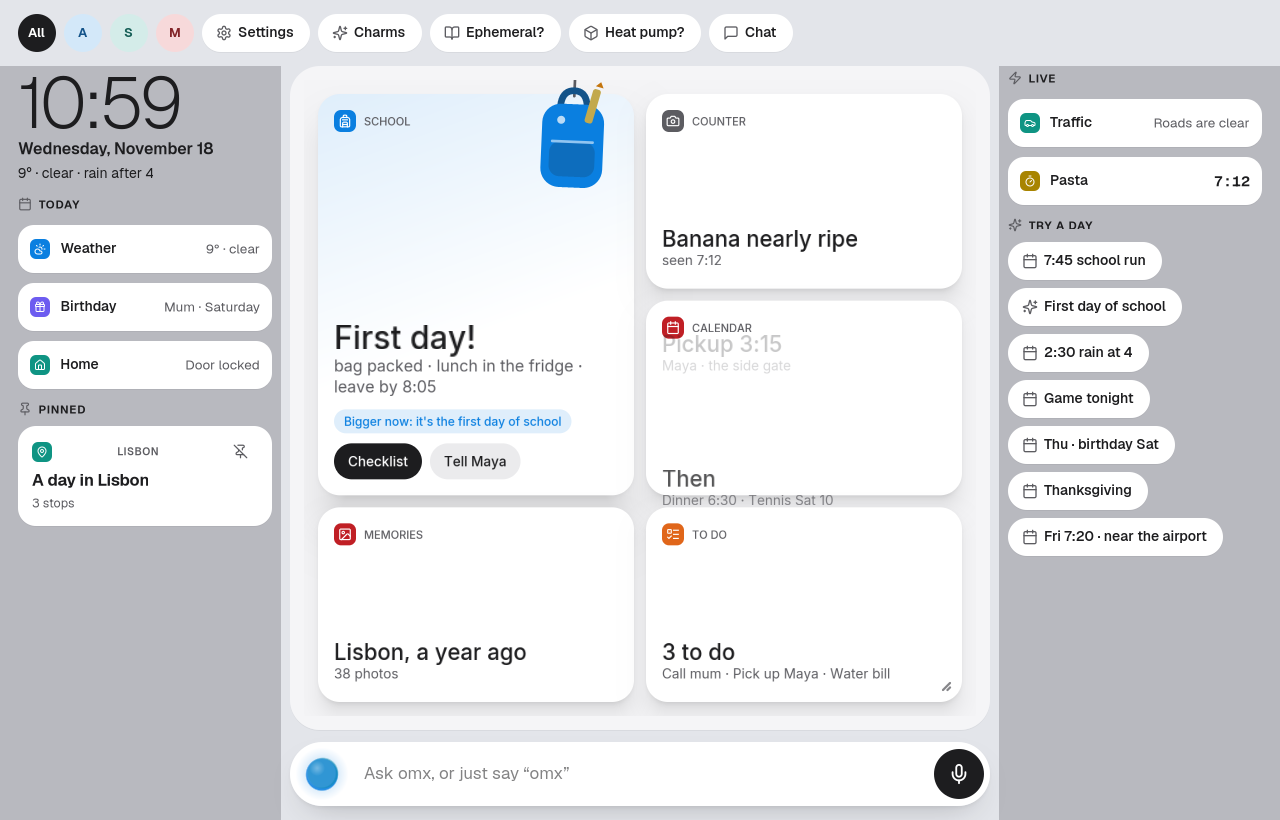 All
A
S
M
Settings
Charms
Ephemeral?
Heat pump?
Chat
10:59
Wednesday, November 18
9° · clear · rain after 4
TODAY
Weather
9° · clear
Birthday
Mum · Saturday
Home
Door locked
PINNED
LISBON
A day in Lisbon
3 stops
SCHOOL
First day!
bag packed · lunch in the fridge ·
leave by 8:05
Bigger now: it's the first day of school
Checklist
Tell Maya
COUNTER
Banana nearly ripe
seen 7:12
CALENDAR
Pickup 3:15
Maya · the side gate
Then
Dinner 6:30 · Tennis Sat 10
MEMORIES
Lisbon, a year ago
38 photos
TO DO
3 to do
Call mum · Pick up Maya · Water bill
Ask omx, or just say “omx”
LIVE
Traffic
Roads are clear
Pasta
7:12
TRY A DAY
7:45 school run
First day of school
2:30 rain at 4
Game tonight
Thu · birthday Sat
Thanksgiving
Fri 7:20 · near the airport